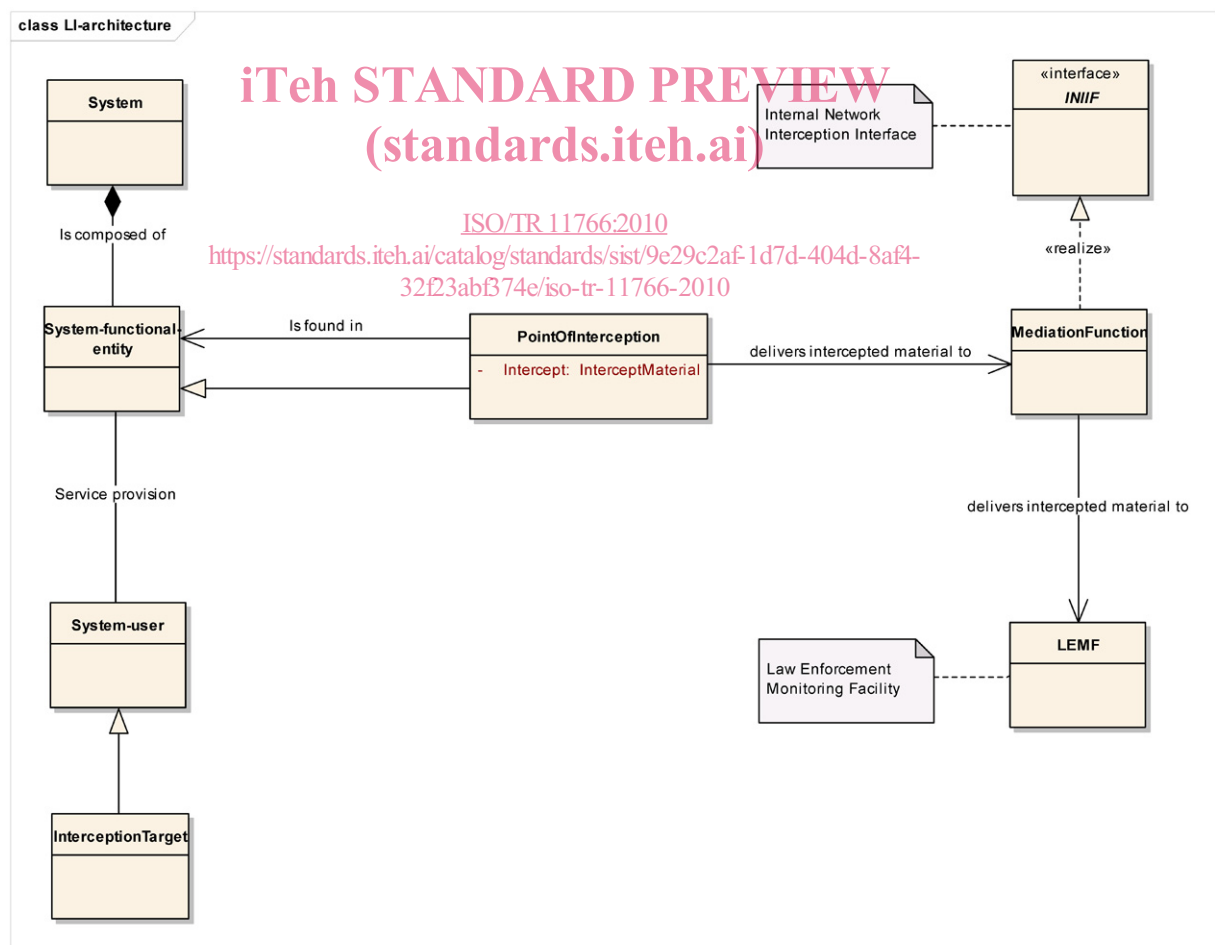 class LI-architecture
iTeh STANDARD PREVIEW
(standards.iteh.ai)
ISO/TR 11766:2010
https://standards.iteh.ai/catalog/standards/sist/9e29c2af-1d7d-404d-8af4-
32f23abf374e/iso-tr-11766-2010
System
Is composed of
System-functional-
entity
Is found in
PointOfInterception
- Intercept: InterceptMaterial
delivers intercepted material to
Internal Network
Interception Interface
«interface»
INIIF
«realize»
MediationFunction
delivers intercepted material to
Service provision
System-user
InterceptionTarget
Law Enforcement
Monitoring Facility
LEMF